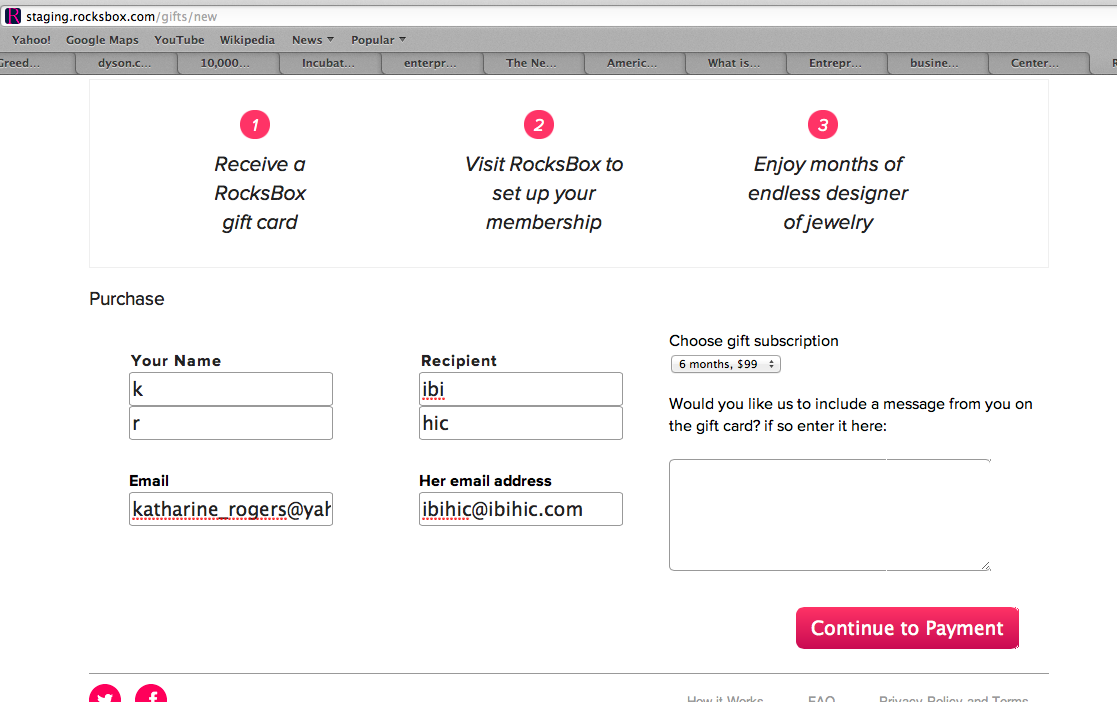 staging.rocksbox.com/gifts/new
Yahoo! Google Maps YouTube Wikipedia News Popular
Greed... dyson.c... 10,000... Incubat... enterpr... The Ne... Americ... What is... Entrepr... busine... Center...
1 2 3
Receive a Visit RocksBox to Enjoy months of
RocksBox set up your endless designer
gift card membership of jewelry
Purchase
Choose gift subscription
Your Name Recipient
6 months, $99
k ibi
Would you like us to include a message from you on
r hic
the gift card? if so enter it here:
Email Her email address
katharine_rogers@yah ibihic@ibihic.com
Continue to Payment
How it Works FAQ Privacy Policy and Terms